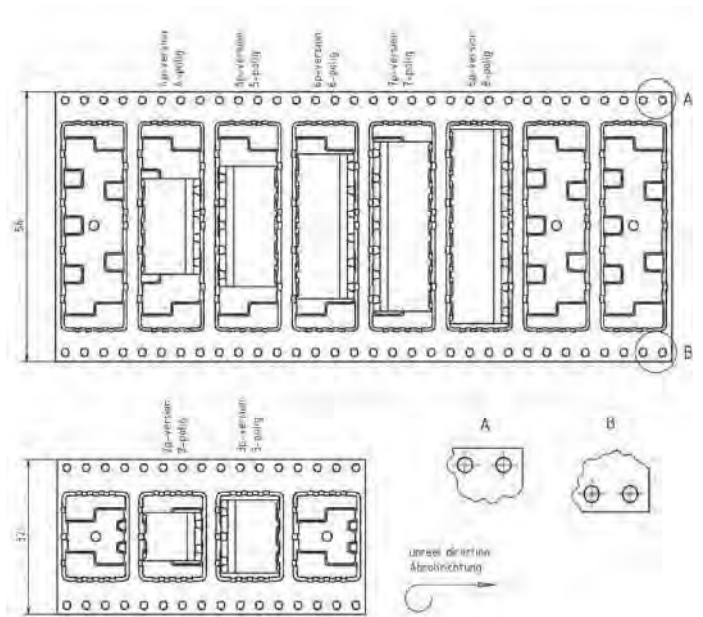 4p-version
4-polig
5p-version
5-polig
6p-version
6-polig
7p-version
7-polig
8p-version
8-polig
A
56
B
2p-version
2-polig
3p-version
3-polig
A
B
32
unreel direction
Abrollrichtung